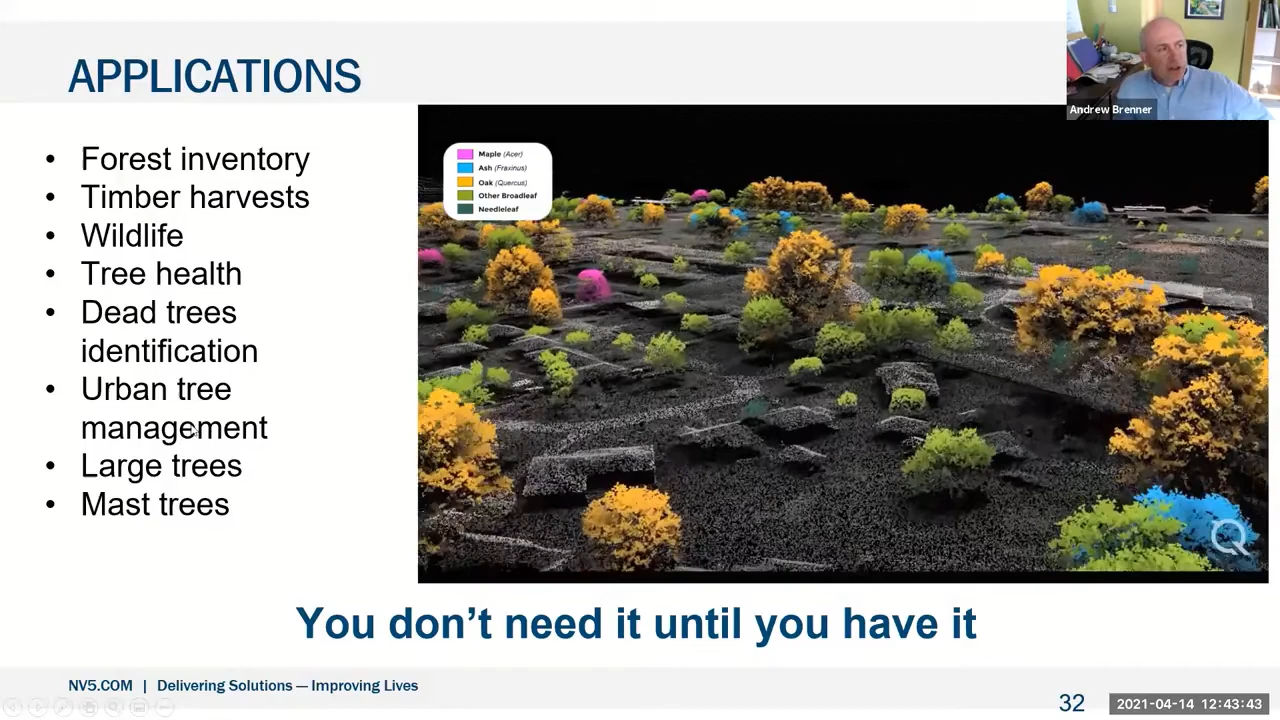 APPLICATIONS
Andrew Brenner
• Forest inventory
• Timber harvests
• Wildlife
• Tree health
• Dead trees
identification
• Urban tree
management
• Large trees
• Mast trees
Maple (Acer)
Ash (Fraxinus)
Oak (Quercus)
Other Broadleaf
Needleleaf
You don’t need it until you have it
NV5.COM | Delivering Solutions — Improving Lives
32
2021-04-14 12:43:43